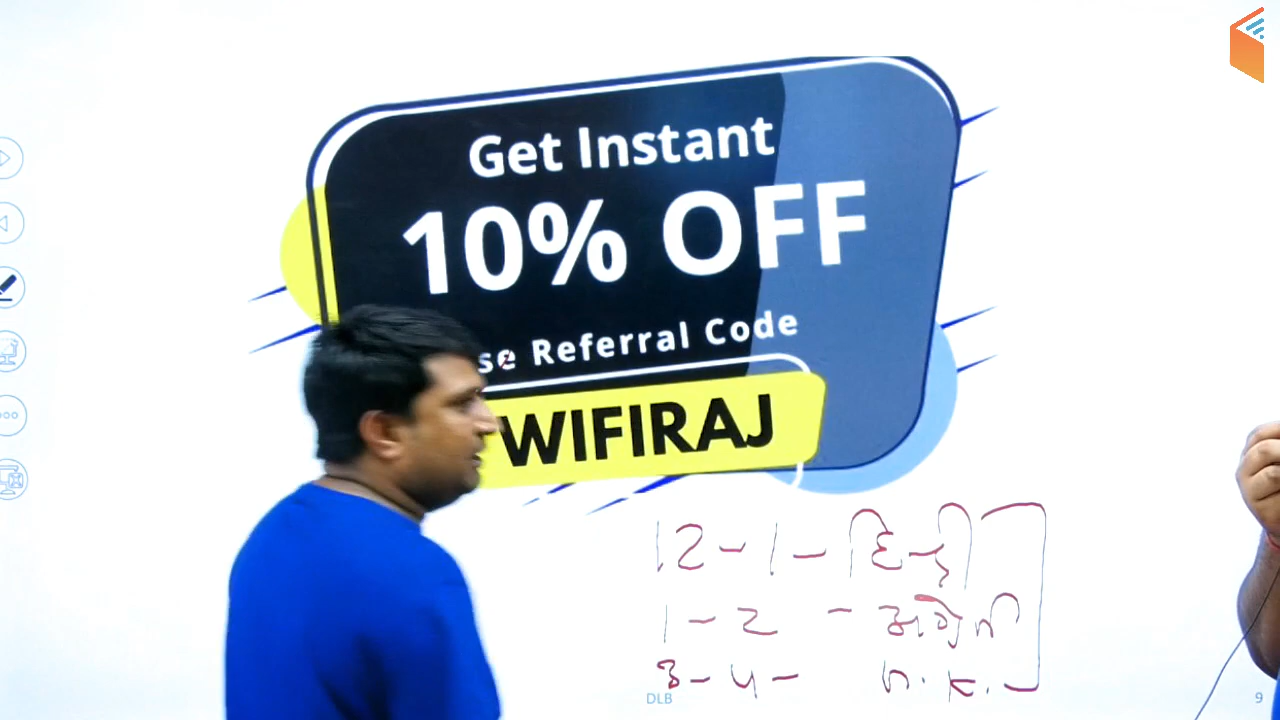 Get Instant
10% OFF
se Referral Code
WIFIRAJ
12 - 1 - हिन्दी
1 - 2 - अंग्रेजी
3 - 4 -
DLB
9